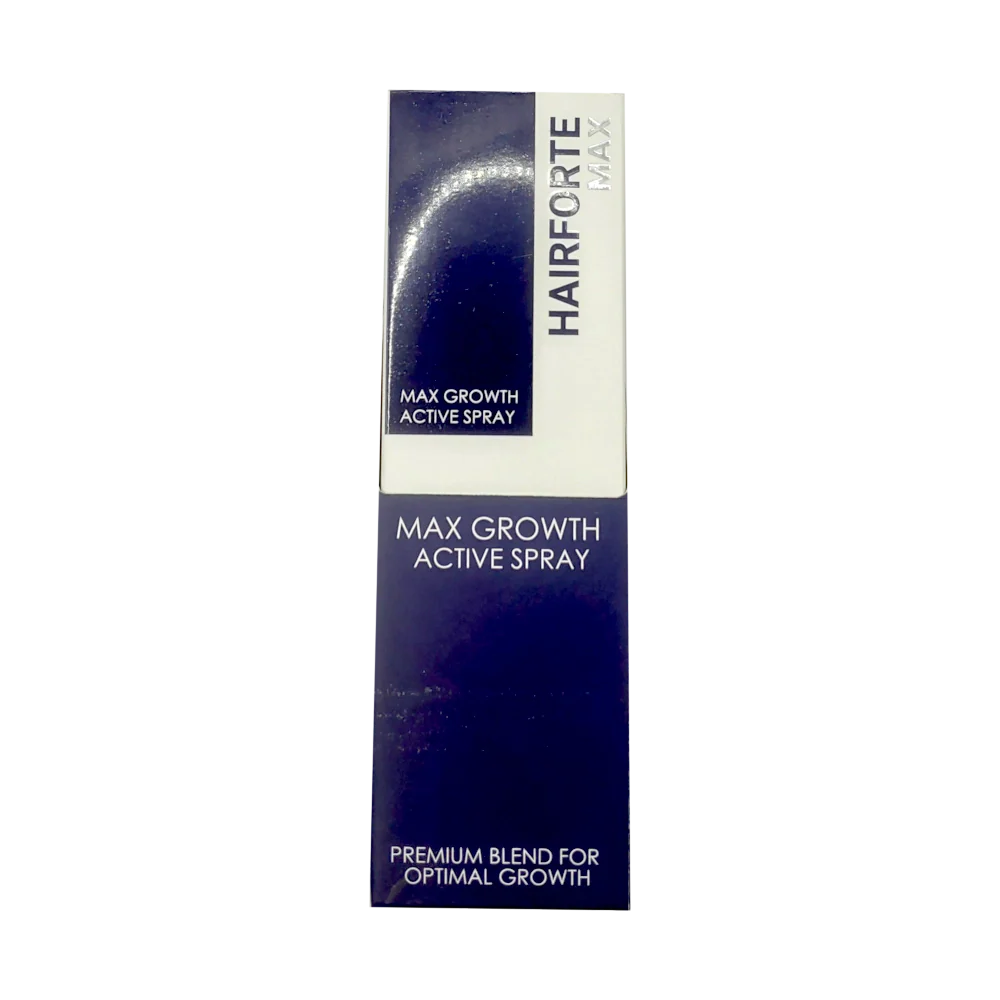 HAIRFORTE
MAX
MAX GROWTH
ACTIVE SPRAY
MAX GROWTH
ACTIVE SPRAY
PREMIUM BLEND FOR
OPTIMAL GROWTH